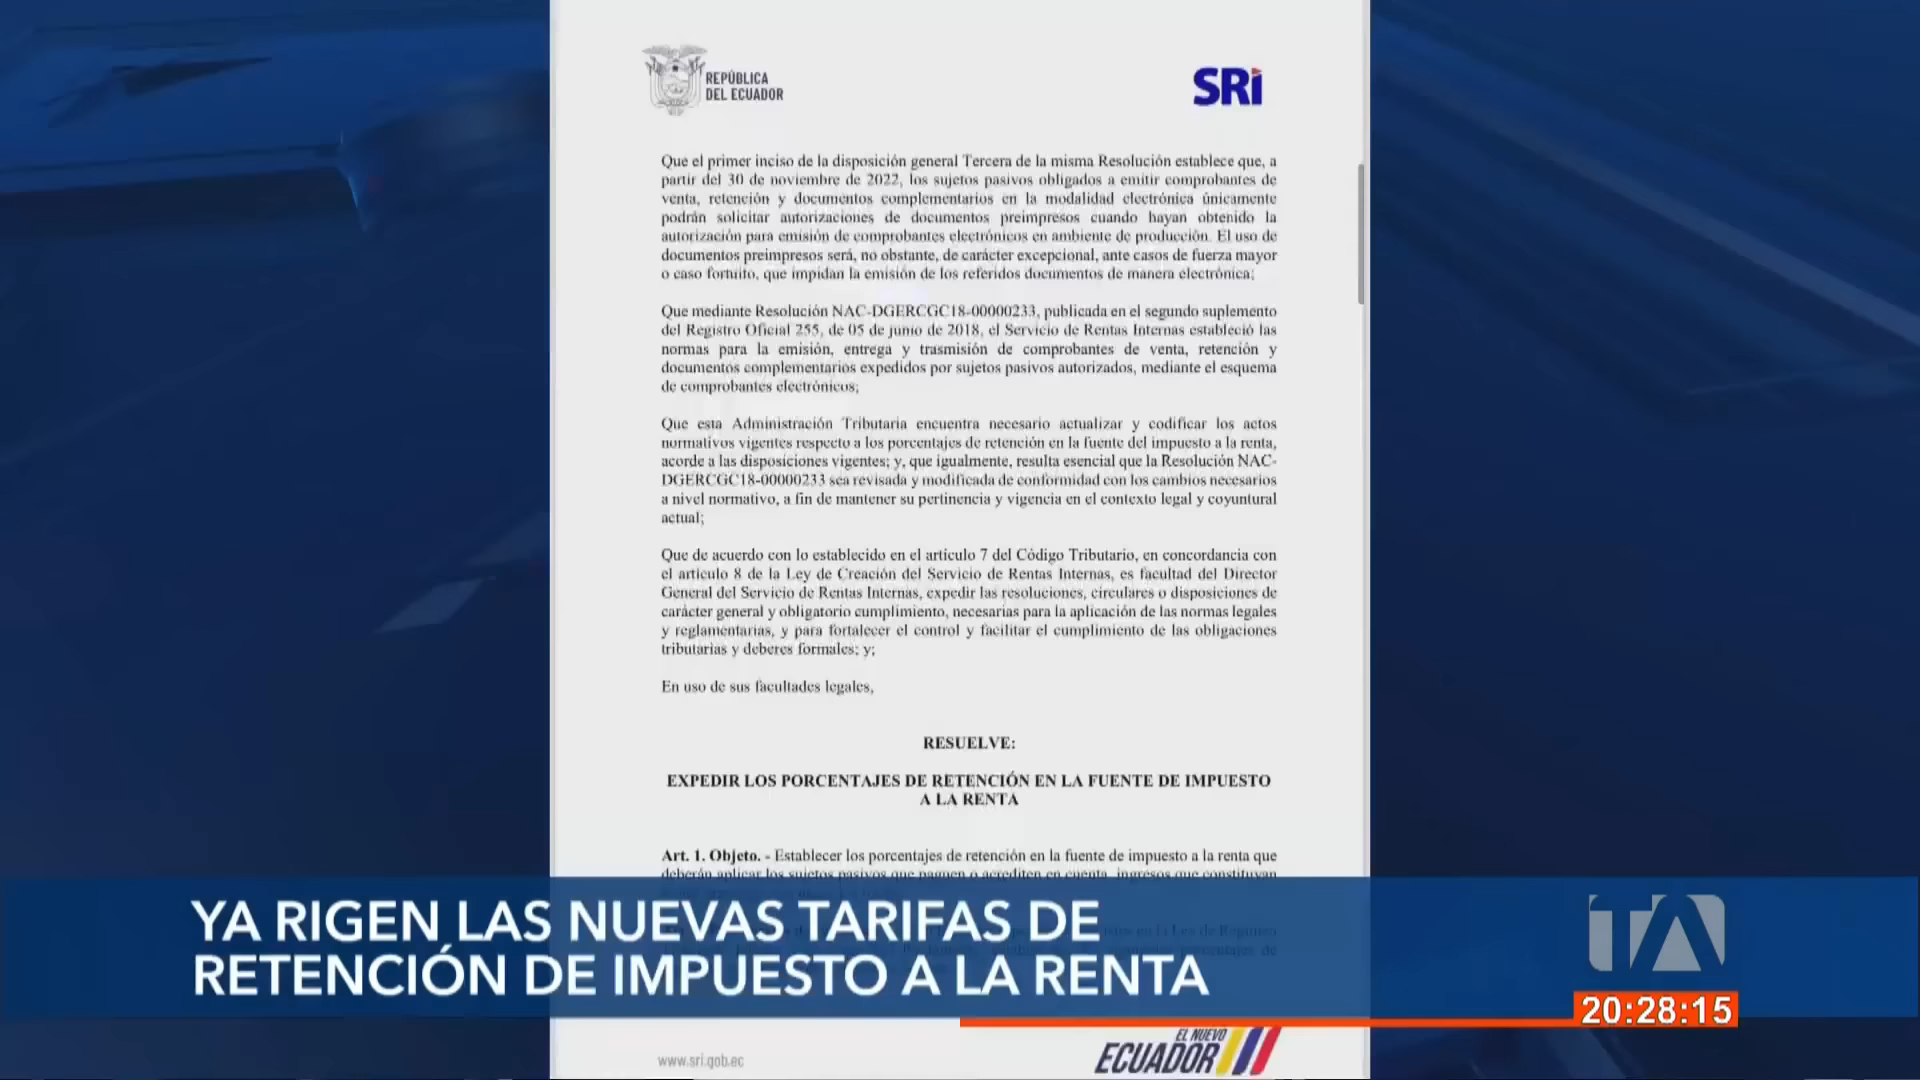 REPÚBLICA
DEL ECUADOR
SRi
Que el primer inciso de la disposición general Tercera de la misma Resolución establece que, a
partir del 30 de noviembre de 2022, los sujetos pasivos obligados a emitir comprobantes de
venta, retención y documentos complementarios en la modalidad electrónica únicamente
podrán solicitar autorizaciones de documentos preimpresos cuando hayan obtenido la
autorización para emisión de comprobantes electrónicos en ambiente de producción. El uso de
documentos preimpresos será, no obstante, de carácter excepcional, ante casos de fuerza mayor
o caso fortuito, que impidan la emisión de los referidos documentos de manera electrónica;
Que mediante Resolución NAC-DGERCGC18-00000233, publicada en el segundo suplemento
del Registro Oficial 255, de 05 de junio de 2018, el Servicio de Rentas Internas estableció las
normas para la emisión, entrega y trasmisión de comprobantes de venta, retención y
documentos complementarios expedidos por sujetos pasivos autorizados, mediante el esquema
de comprobantes electrónicos;
Que esta Administración Tributaria encuentra necesario actualizar y codificar los actos
normativos vigentes respecto a los porcentajes de retención en la fuente del impuesto a la renta,
acorde a las disposiciones vigentes; y, que igualmente, resulta esencial que la Resolución NAC-
DGERCGC18-00000233 sea revisada y modificada de conformidad con los cambios necesarios
a nivel normativo, a fin de mantener su pertinencia y vigencia en el contexto legal y coyuntural
actual;
Que de acuerdo con lo establecido en el artículo 7 del Código Tributario, en concordancia con
el artículo 8 de la Ley de Creación del Servicio de Rentas Internas, es facultad del Director
General del Servicio de Rentas Internas, expedir las resoluciones, circulares o disposiciones de
carácter general y obligatorio cumplimiento, necesarias para la aplicación de las normas legales
y reglamentarias, y para fortalecer el control y facilitar el cumplimiento de las obligaciones
tributarias y deberes formales; y;
En uso de sus facultades legales,
RESUELVE:
EXPEDIR LOS PORCENTAJES DE RETENCIÓN EN LA FUENTE DE IMPUESTO
A LA RENTA
Art. 1. Objeto. - Establecer los porcentajes de retención en la fuente de impuesto a la renta que
deberán aplicar los sujetos pasivos que paguen o acrediten en cuenta, ingresos que constituyan
YA RIGEN LAS NUEVAS TARIFAS DE
RETENCIÓN DE IMPUESTO A LA RENTA
TA
20:28:15
www.sri.gob.ec
EL NUEVO
ECUADOR